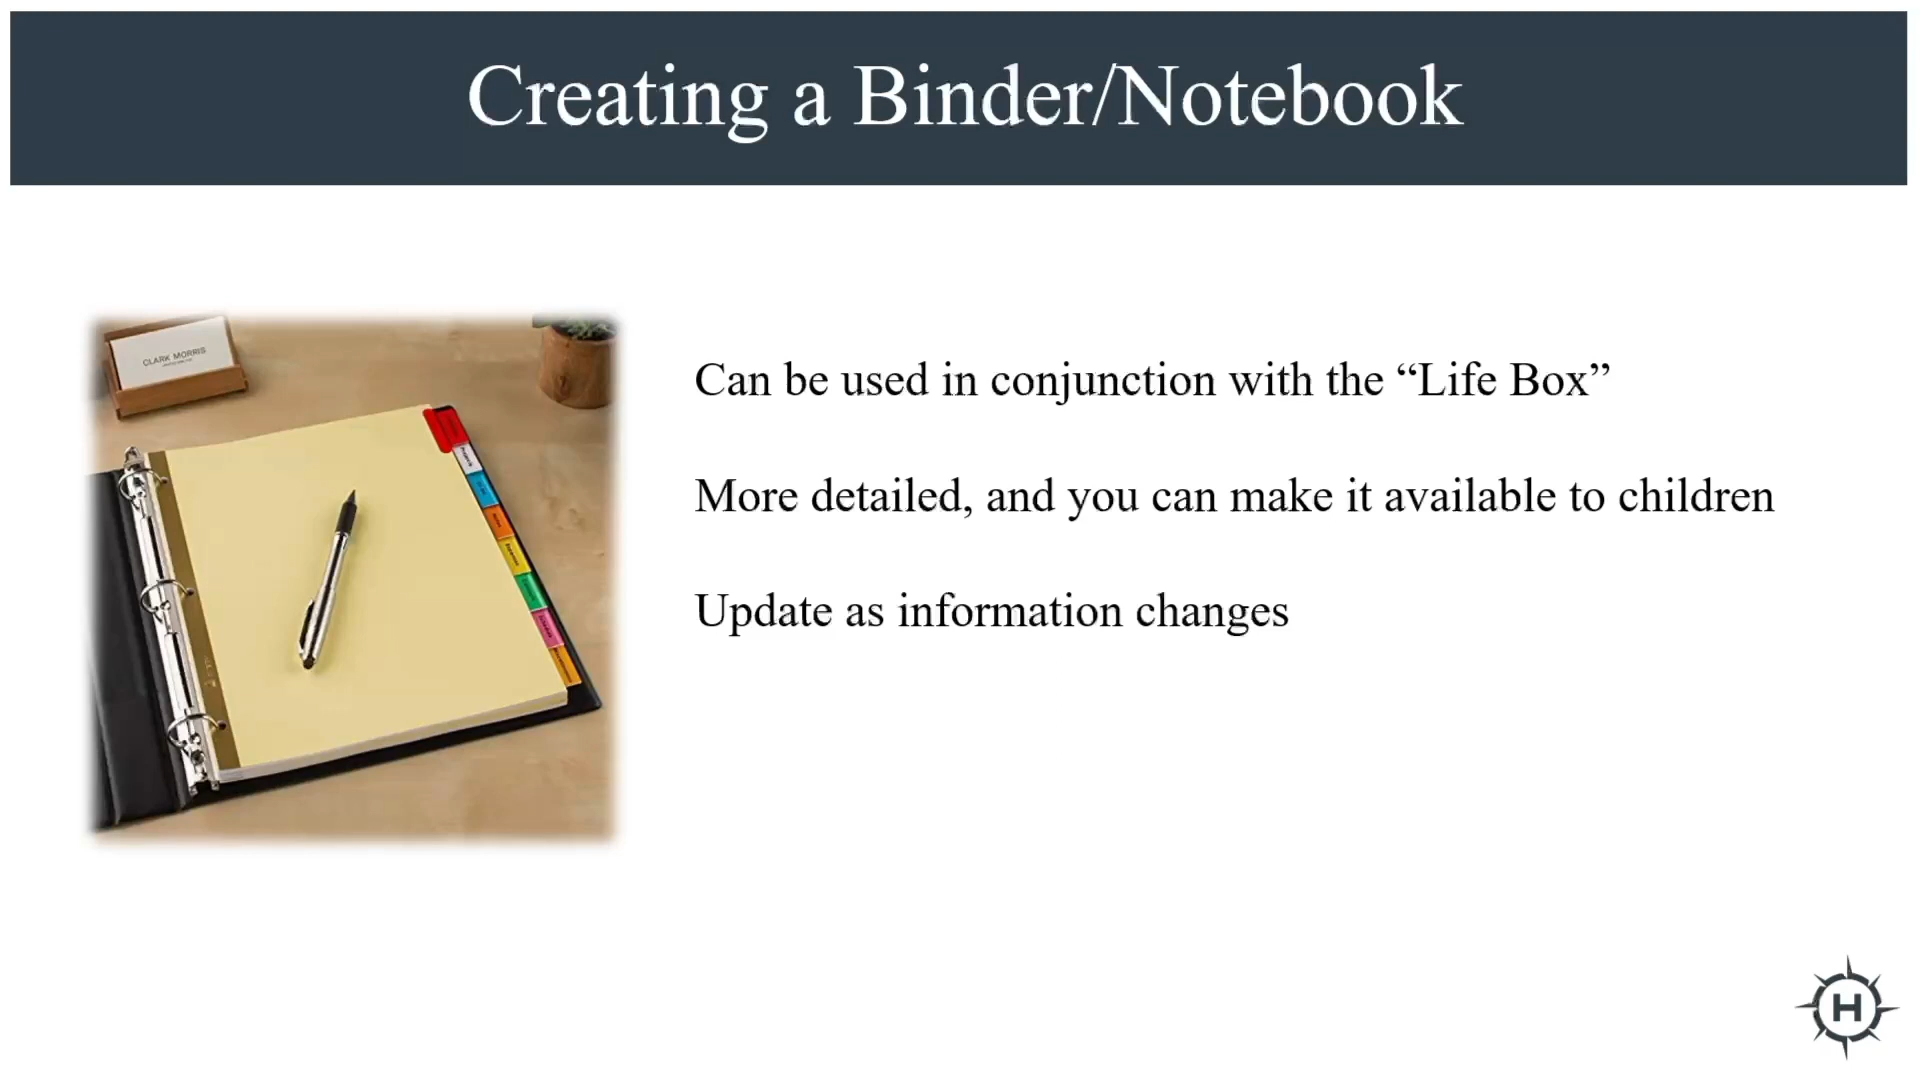 Creating a Binder/Notebook
CLARK MORRIS
Can be used in conjunction with the “Life Box”
More detailed, and you can make it available to children
Update as information changes
H